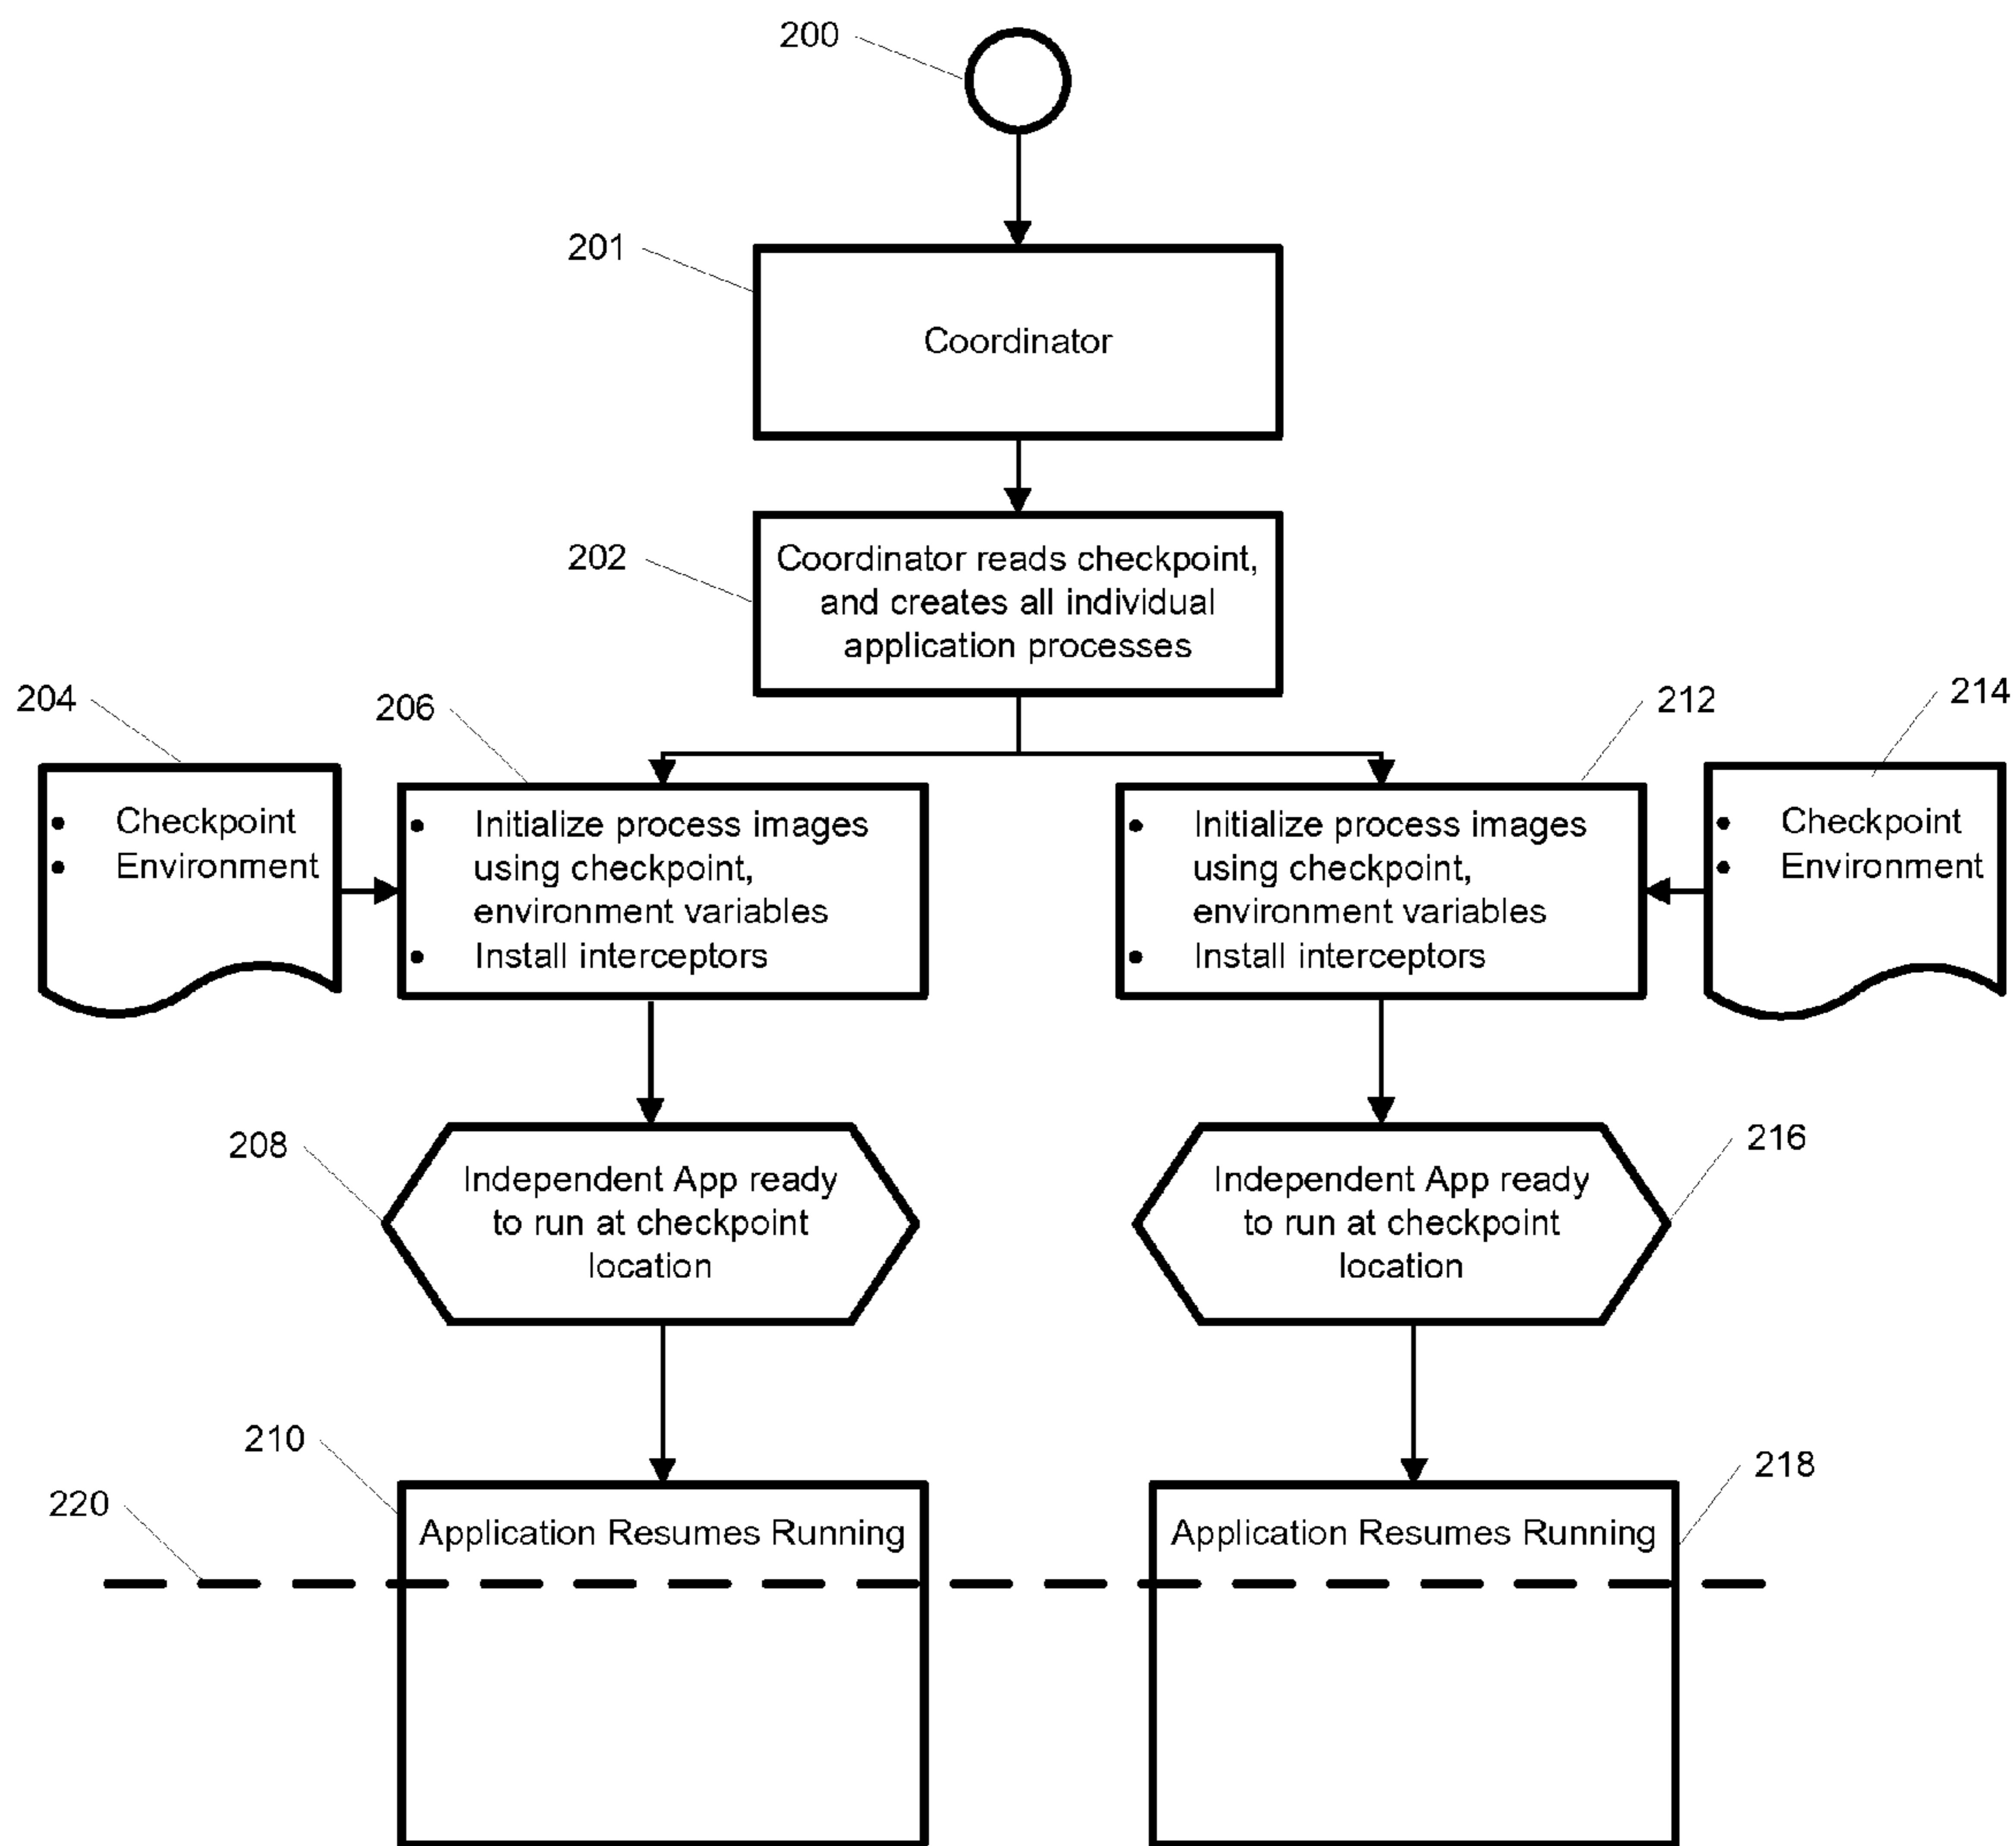 200
201
Coordinator
202
Coordinator reads checkpoint,
and creates all individual
application processes
204
206
212
214
• Checkpoint
• Environment
• Initialize process images
using checkpoint,
environment variables
• Install interceptors
• Initialize process images
using checkpoint,
environment variables
• Install interceptors
• Checkpoint
• Environment
208
Independent App ready
to run at checkpoint
location
Independent App ready
to run at checkpoint
location
216
210
Application Resumes Running
Application Resumes Running
218
220